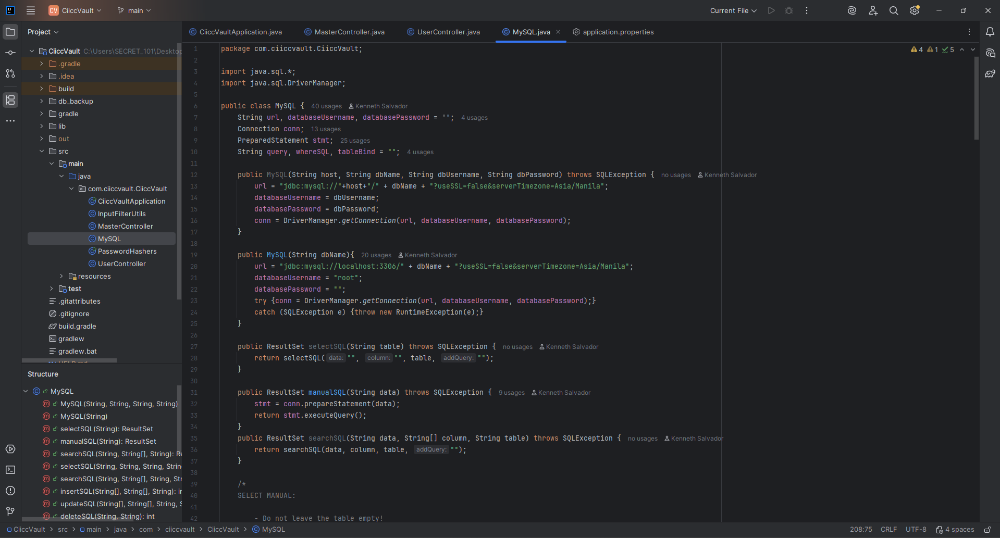 CV CiiccVault main Current File
Project
CiiccVault C:\Users\SECRET_101\Desktop
.gradle
.idea
build
db_backup
gradle
lib
out
src
main
java
com.ciiccvault.CiiccVault
CiiccVaultApplication
InputFilterUtils
MasterController
MySQL
PasswordHashers
UserController
resources
test
.gitattributes
.gitignore
build.gradle
gradlew
gradlew.bat
HELP.md
Structure
MySQL
MySQL(String, String, String, String)
MySQL(String)
selectSQL(String): ResultSet
manualSQL(String): ResultSet
searchSQL(String, String[], String): Re
selectSQL(String, String, String, String
searchSQL(String, String[], String, Str
insertSQL(String[], String[], String): in
updateSQL(String[], String[], String, S
deleteSQL(String, String): int
CiiccVaultApplication.java MasterController.java UserController.java MySQL.java application.properties
4 1 5
1 package com.ciiccvault.CiiccVault;
2
3 import java.sql.*;
4 import java.sql.DriverManager;
5
6 public class MySQL { 40 usages Kenneth Salvador
7 String url, databaseUsername, databasePassword = ""; 4 usages
8 Connection conn; 13 usages
9 PreparedStatement stmt; 25 usages
10 String query, whereSQL, tableBind = ""; 4 usages
11
12 public MySQL(String host, String dbName, String dbUsername, String dbPassword) throws SQLException { no usages Kenneth Salvador
13 url = "jdbc:mysql://"+host+"/" + dbName + "?useSSL=false&serverTimezone=Asia/Manila";
14 databaseUsername = dbUsername;
15 databasePassword = dbPassword;
16 conn = DriverManager.getConnection(url, databaseUsername, databasePassword);
17 }
18
19 public MySQL(String dbName){ 20 usages Kenneth Salvador
20 url = "jdbc:mysql://localhost:3306/" + dbName + "?useSSL=false&serverTimezone=Asia/Manila";
21 databaseUsername = "root";
22 databasePassword = "";
23 try {conn = DriverManager.getConnection(url, databaseUsername, databasePassword);}
24 catch (SQLException e) {throw new RuntimeException(e);}
25 }
26
27 public ResultSet selectSQL(String table) throws SQLException { no usages Kenneth Salvador
28 return selectSQL( data: "", column: "", table, addQuery: "");
29 }
30
31 public ResultSet manualSQL(String data) throws SQLException { 9 usages Kenneth Salvador
32 stmt = conn.prepareStatement(data);
33 return stmt.executeQuery();
34 }
35 public ResultSet searchSQL(String data, String[] column, String table) throws SQLException { no usages Kenneth Salvador
36 return searchSQL(data, column, table, addQuery: "");
37 }
38
39 /*
40 SELECT MANUAL:
41
42 - Do not leave the table empty!
CiiccVault > src > main > java > com > ciiccvault > CiiccVault > MySQL 208:75 CRLF UTF-8 4 spaces